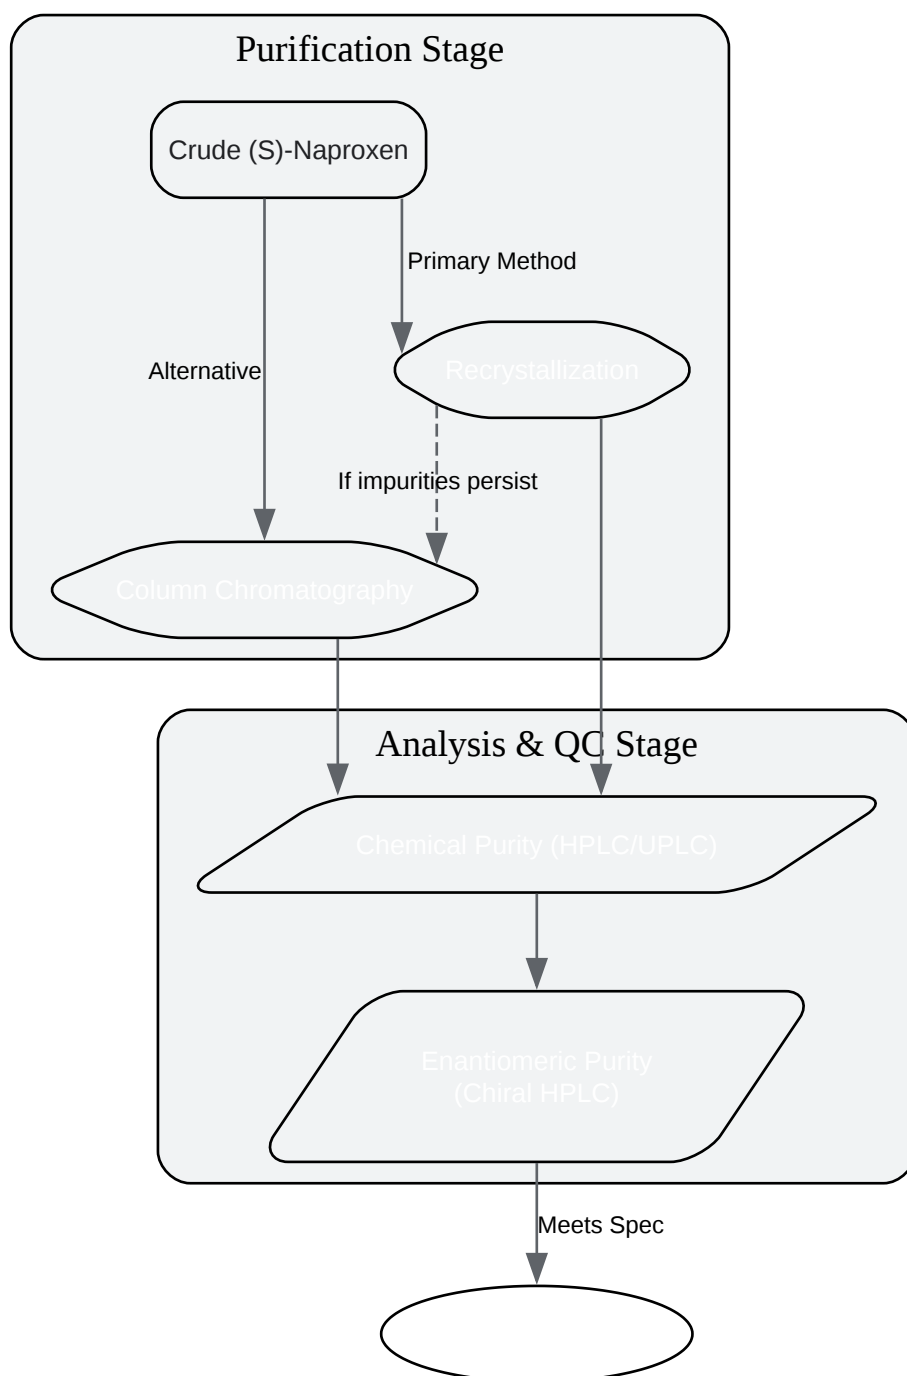 Purification Stage
Crude (S)-Naproxen
Primary Method
Alternative
Recrystallization
If impurities persist
Column Chromatography
Analysis & QC Stage
Chemical Purity (HPLC/UPLC)
Enantiomeric Purity
(Chiral HPLC)
Meets Spec